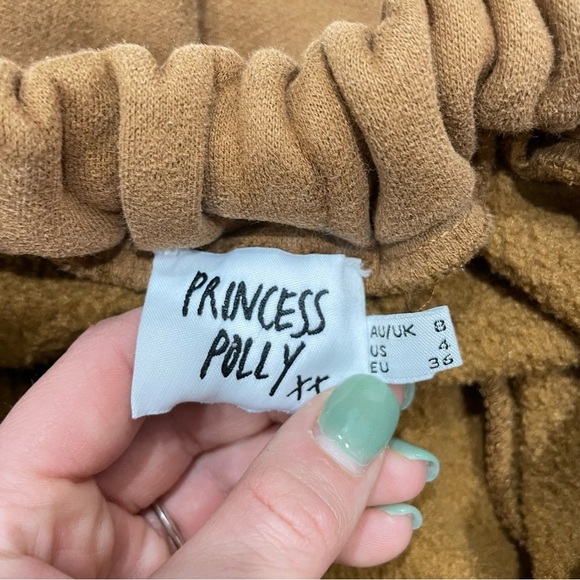 PRINCESS
POLLY xx
AU/UK 8
US 4
EU 36